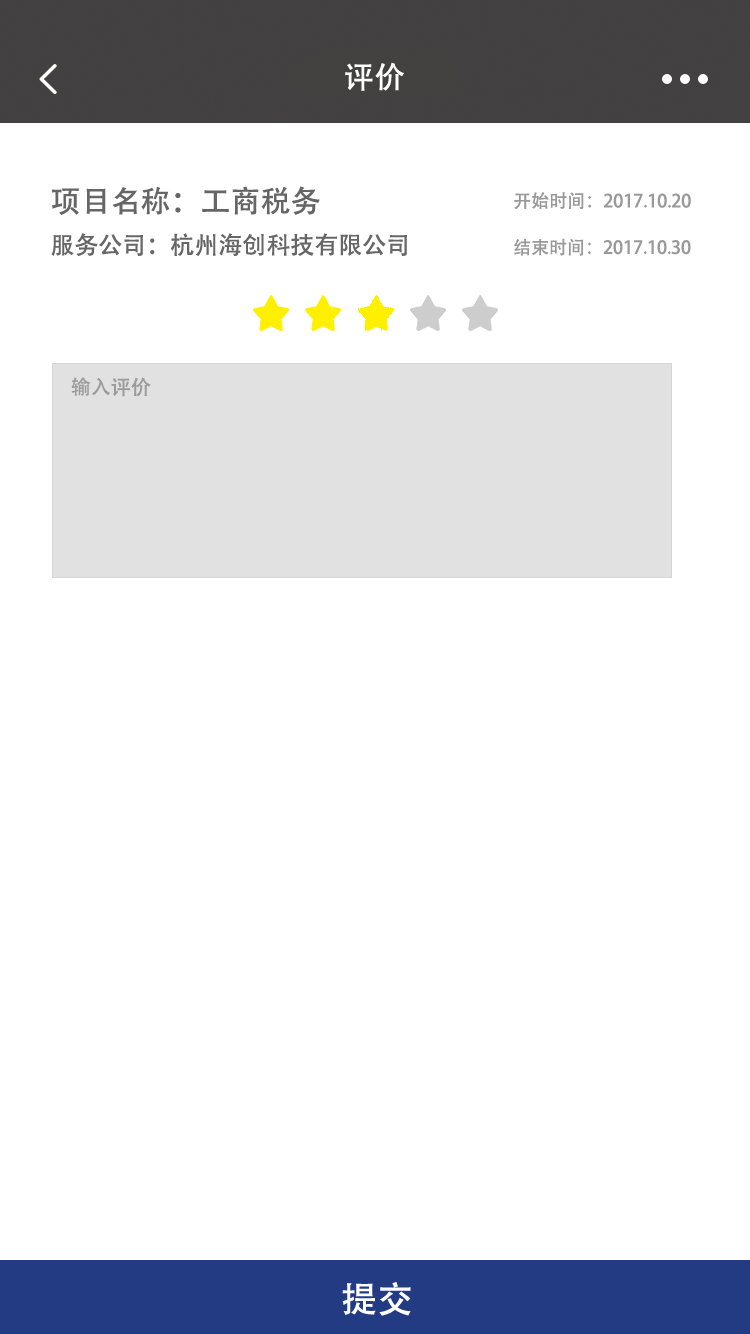 评价
项目名称：工商税务
开始时间：2017.10.20
服务公司：杭州海创科技有限公司
结束时间：2017.10.30
输入评价
提交